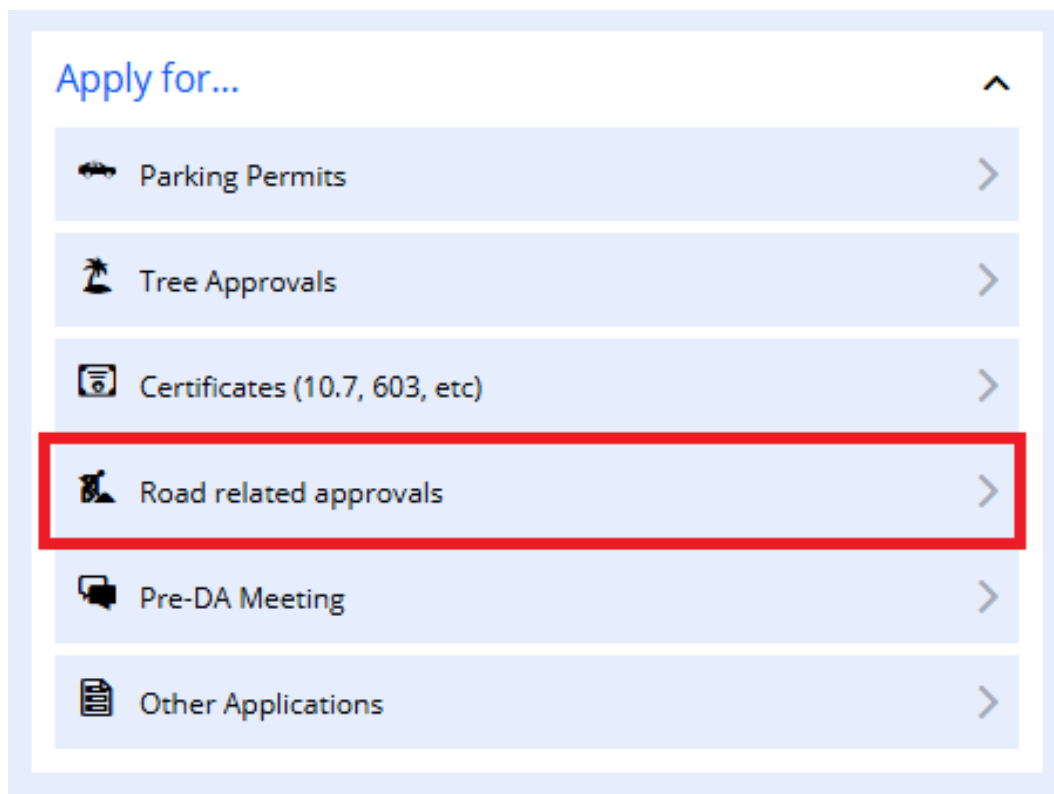 Apply for...
Parking Permits
Tree Approvals
Certificates (10.7, 603, etc)
Road related approvals
Pre-DA Meeting
Other Applications